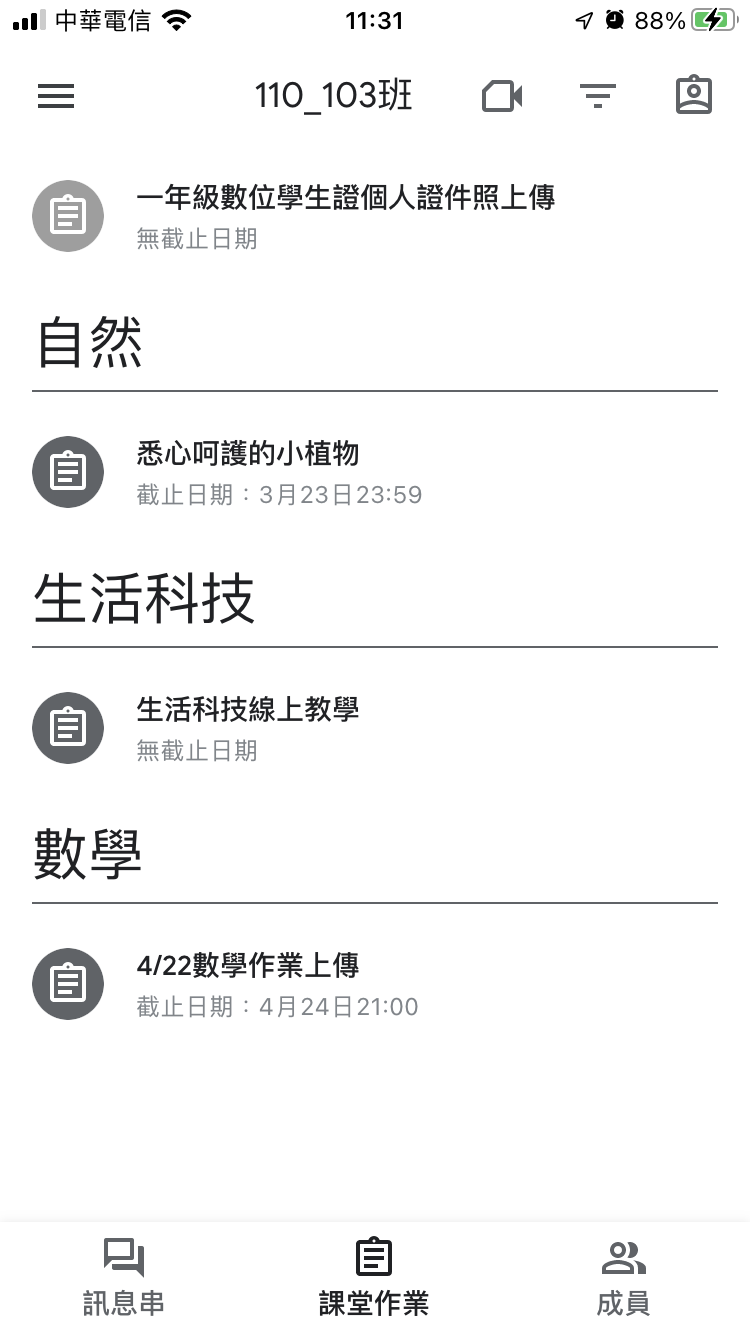 中華電信 11:31 88%
110_103班
一年級數位學生證個人證件照上傳
無截止日期
自然
悉心呵護的小植物
截止日期：3月23日23:59
生活科技
生活科技線上教學
無截止日期
數學
4/22數學作業上傳
截止日期：4月24日21:00
訊息串 課堂作業 成員